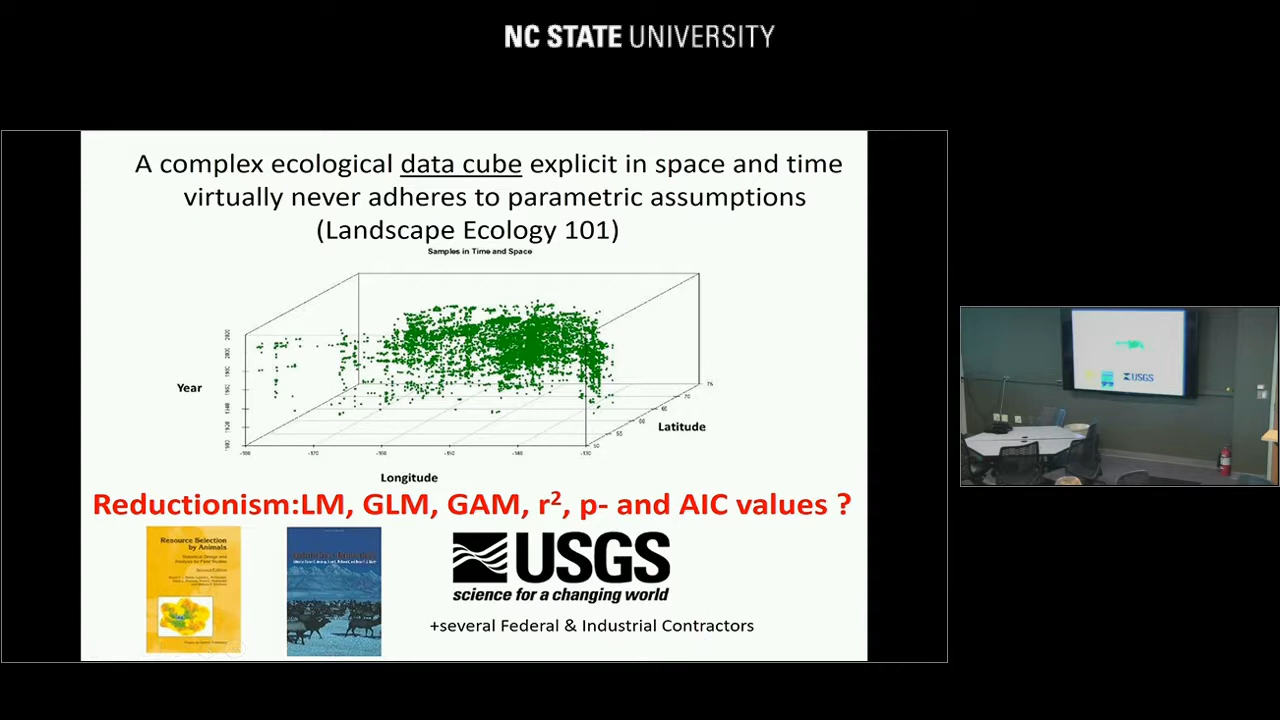 NC STATE UNIVERSITY
A complex ecological data cube explicit in space and time
virtually never adheres to parametric assumptions
(Landscape Ecology 101)
Samples in Time and Space
Year
Latitude
Longitude
Reductionism:LM, GLM, GAM, r², p- and AIC values ?
Resource Selection
by Animals
USGS
science for a changing world
+several Federal & Industrial Contractors
USGS